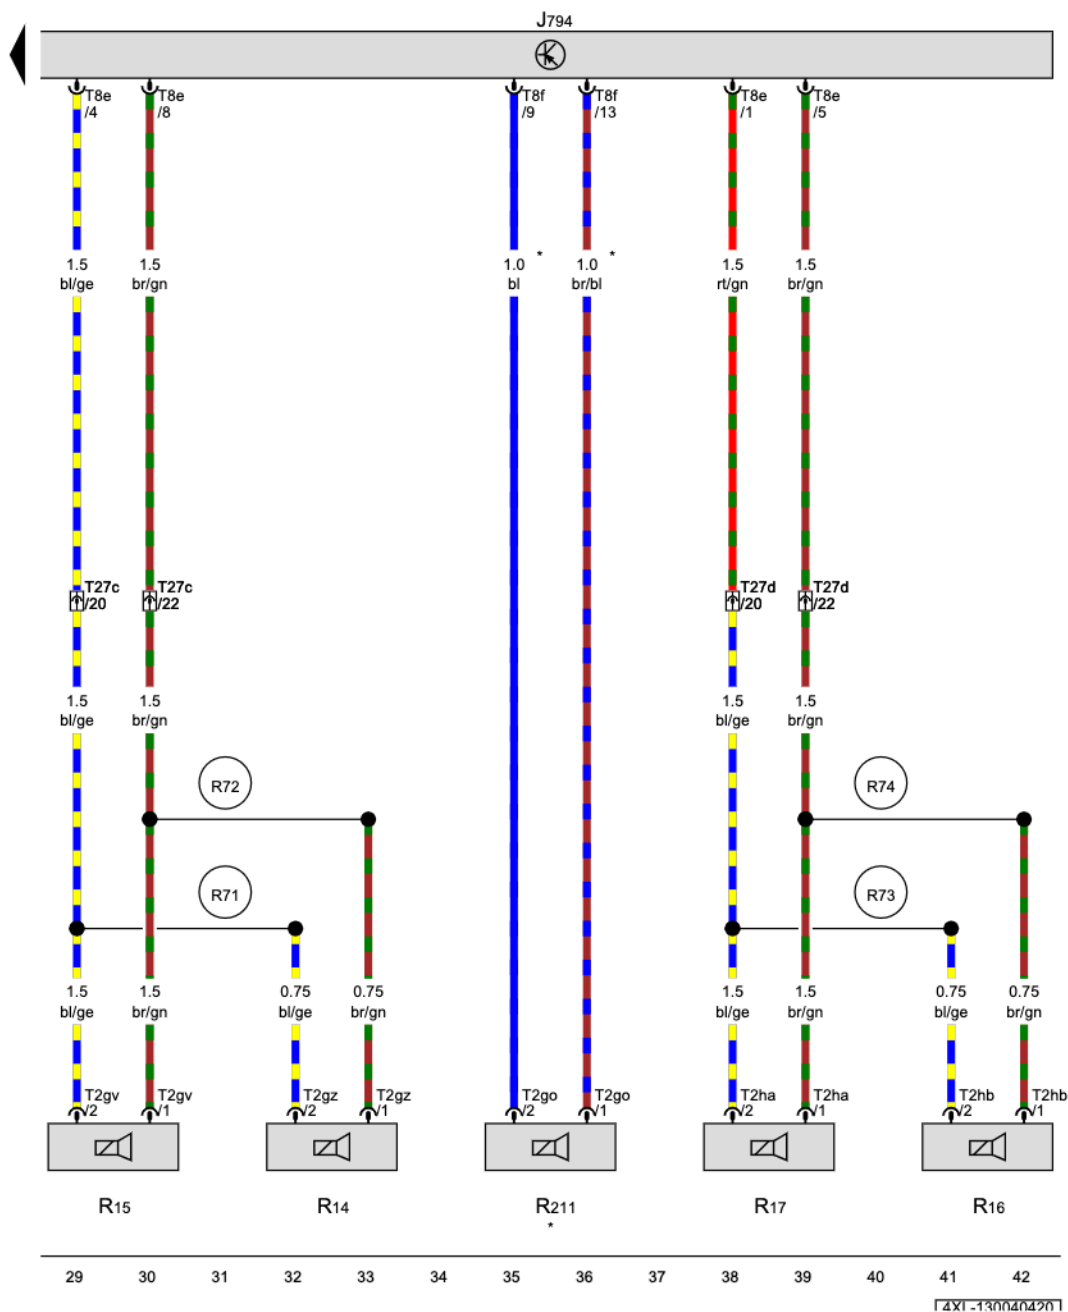 J794
T8e T8e T8f T8f T8e T8e
/4 /8 /9 /13 /1 /5
* *
1.5 1.5 1.0 1.0 1.5 1.5
bl/ge br/gn bl br/bl rt/gn br/gn
T27c T27c T27d T27d
/20 /22 /20 /22
1.5 1.5 1.5 1.5
bl/ge br/gn bl/ge br/gn
R72 R74
R71 R73
1.5 1.5 0.75 0.75 1.5 1.5 0.75 0.75
bl/ge br/gn bl/ge br/gn bl/ge br/gn bl/ge br/gn
T2gv T2gv T2gz T2gz T2go T2go T2ha T2ha T2hb T2hb
/2 /1 /2 /1 /2 /1 /2 /1 /2 /1
R15 R14 R211 R17 R16
*
29 30 31 32 33 34 35 36 37 38 39 40 41 42
4XL-130040420